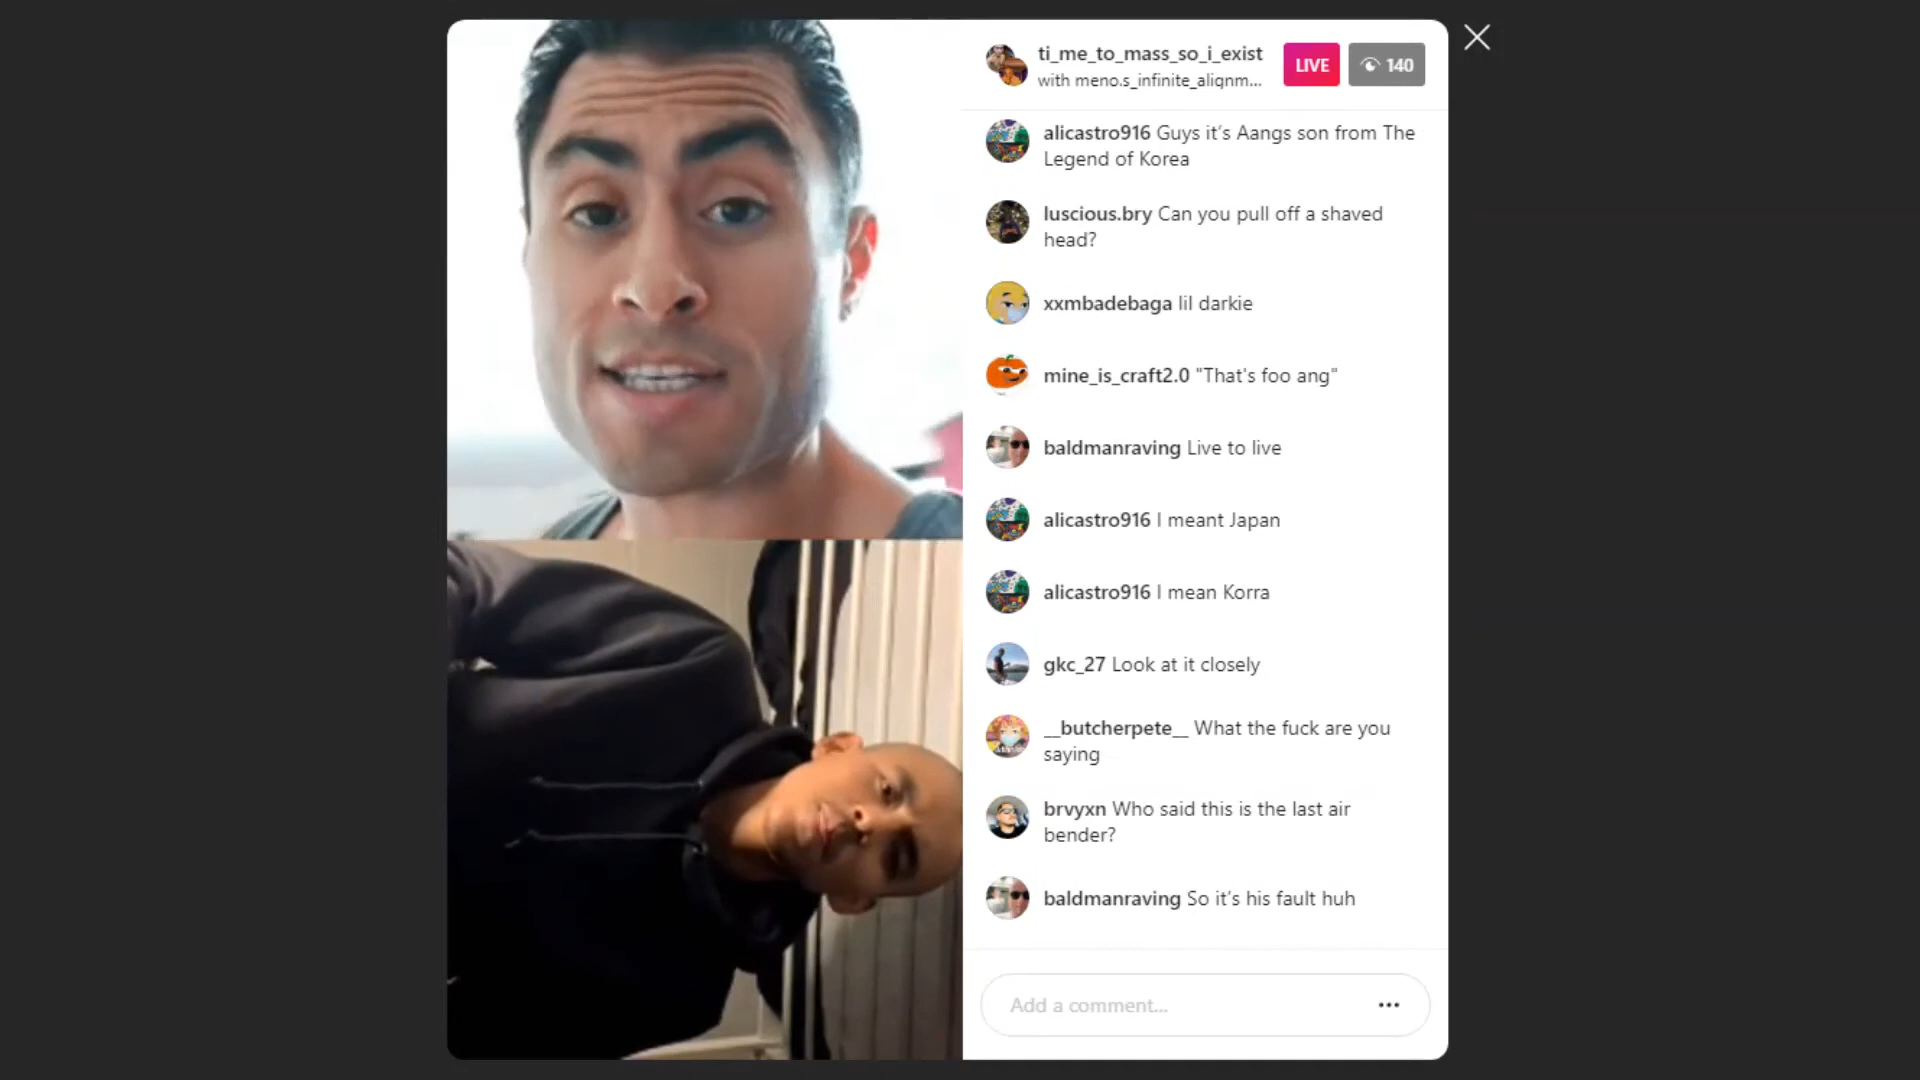 ti_me_to_mass_so_i_exist
with meno.s_infinite_alignm...
LIVE
140
alicastro916 Guys it's Aangs son from The
Legend of Korea
luscious.bry Can you pull off a shaved
head?
xxmbadebaga lil darkie
mine_is_craft2.0 "That's foo ang"
baldmanraving Live to live
alicastro916 I meant Japan
alicastro916 I mean Korra
gkc_27 Look at it closely
__butcherpete__ What the fuck are you
saying
brvyxn Who said this is the last air
bender?
baldmanraving So it's his fault huh
Add a comment...